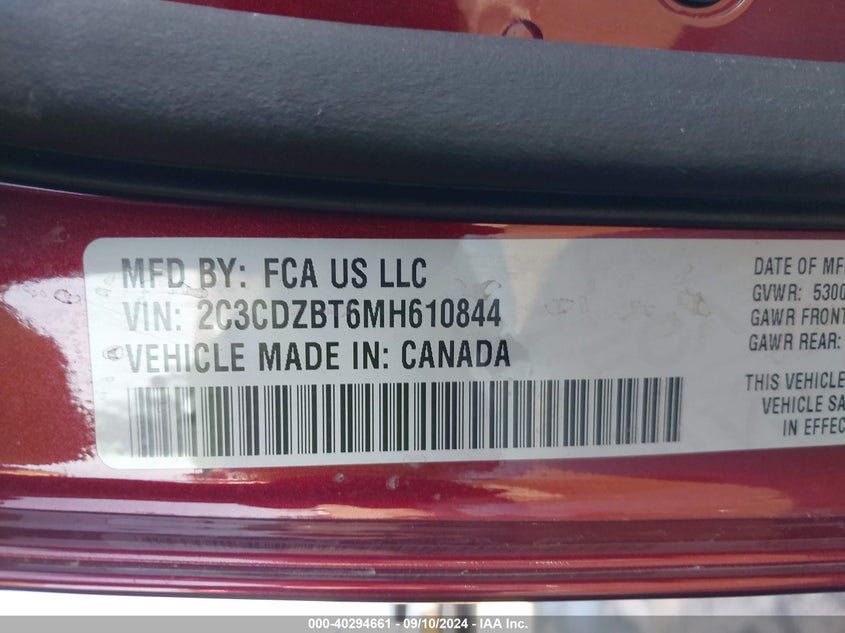 MFD BY: FCA US LLC
VIN: 2C3CDZBT6MH610844
VEHICLE MADE IN: CANADA
DATE OF MF
GVWR: 5300
GAWR FRONT
GAWR REAR:
THIS VEHICLE
VEHICLE SA
IN EFFEC
000-40294661 - 09/10/2024 - IAA Inc.